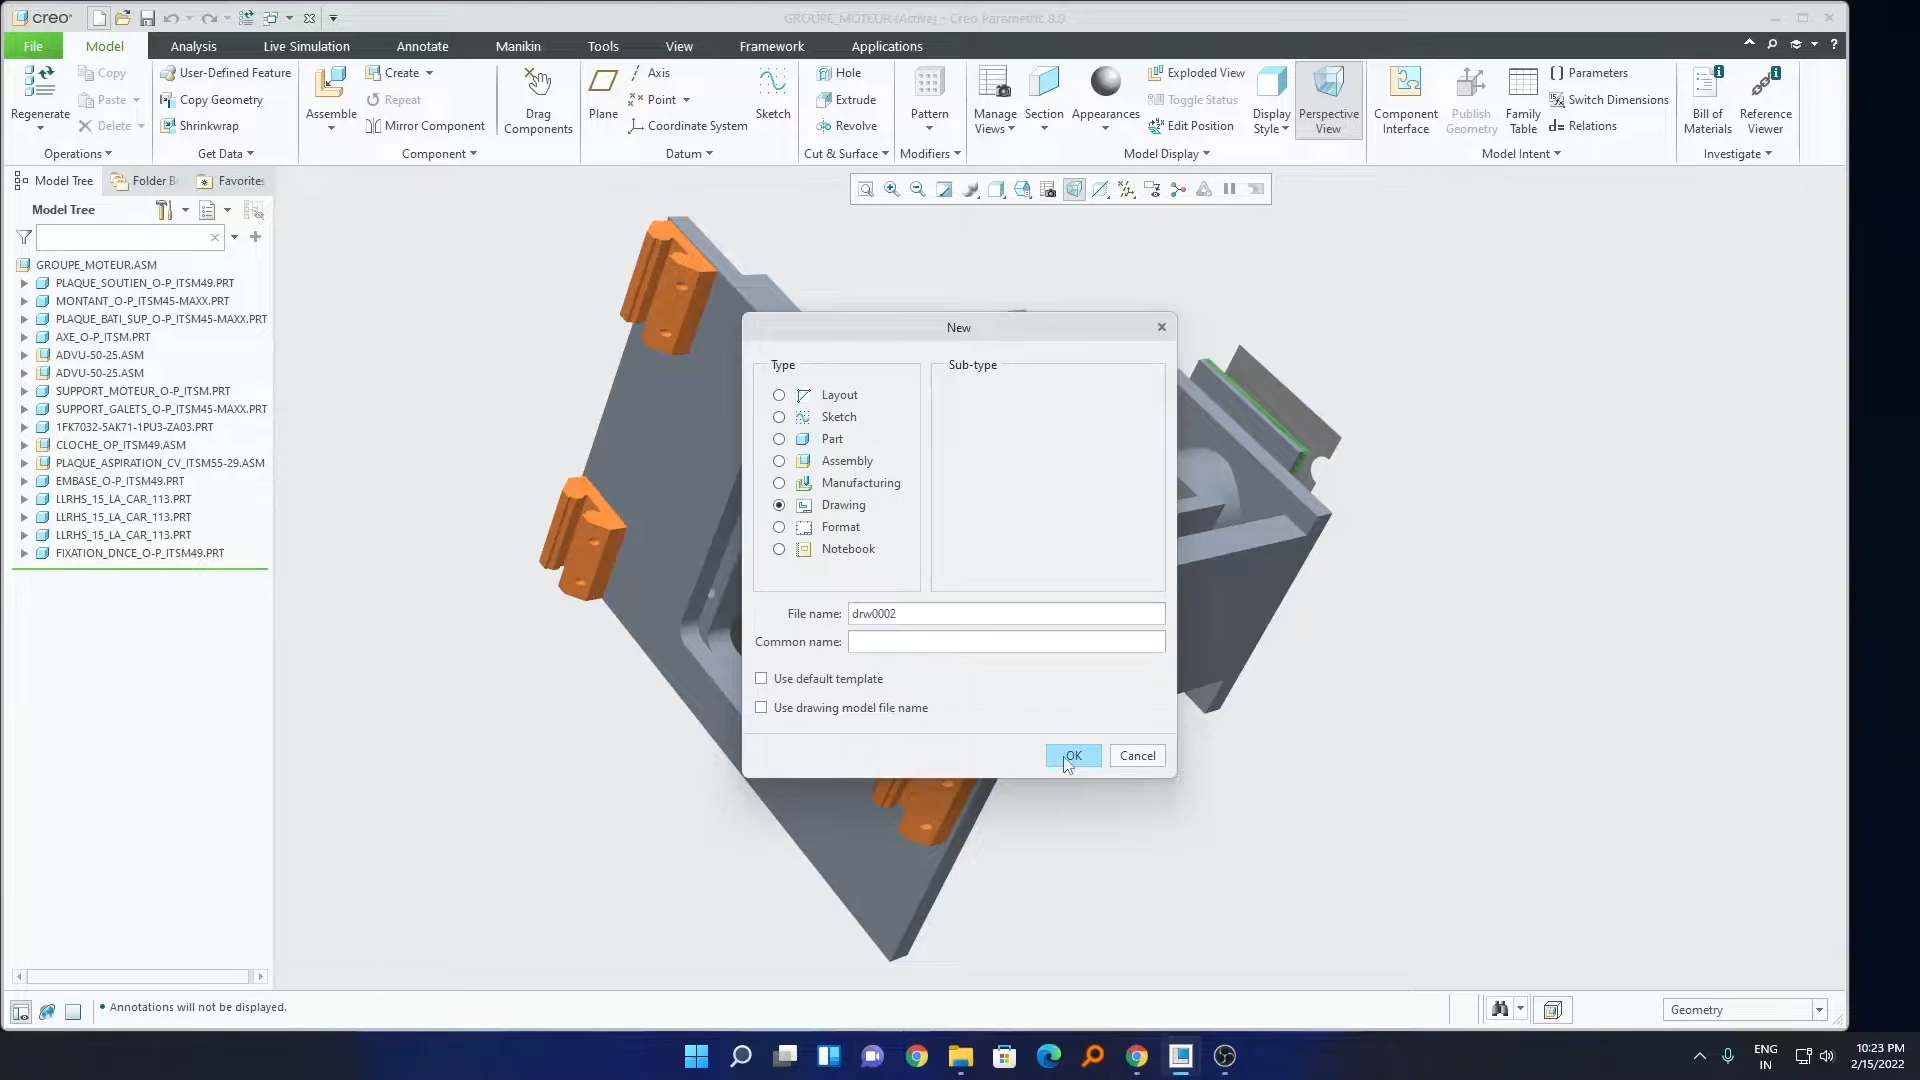 creo
GROUPE_MOTEUR (Active) - Creo Parametric 8.0
File
Model
Analysis
Live Simulation
Annotate
Manikin
Tools
View
Framework
Applications
Regenerate
Copy
Paste
Delete
Operations
User-Defined Feature
Copy Geometry
Shrinkwrap
Get Data
Assemble
Create
Repeat
Mirror Component
Drag
Components
Component
Plane
Axis
Point
Coordinate System
Sketch
Datum
Hole
Extrude
Revolve
Cut & Surface
Pattern
Modifiers
Manage
Views
Section
Appearances
Exploded View
Toggle Status
Edit Position
Display
Style
Perspective
View
Model Display
Component
Interface
Publish
Geometry
Family
Table
Parameters
Switch Dimensions
Relations
Model Intent
Bill of
Materials
Reference
Viewer
Investigate
Model Tree
Folder B
Favorites
Model Tree
GROUPE_MOTEUR.ASM
PLAQUE_SOUTIEN_O-P_ITSM49.PRT
MONTANT_O-P_ITSM45-MAXX.PRT
PLAQUE_BATI_SUP_O-P_ITSM45-MAXX.PRT
AXE_O-P_ITSM.PRT
ADVU-50-25.ASM
ADVU-50-25.ASM
SUPPORT_MOTEUR_O-P_ITSM.PRT
SUPPORT_GALETS_O-P_ITSM45-MAXX.PRT
1FK7032-5AK71-1PU3-ZA03.PRT
CLOCHE_OP_ITSM49.ASM
PLAQUE_ASPIRATION_CV_ITSM55-29.ASM
EMBASE_O-P_ITSM49.PRT
LLRHS_15_LA_CAR_113.PRT
LLRHS_15_LA_CAR_113.PRT
LLRHS_15_LA_CAR_113.PRT
FIXATION_DNCE_O-P_ITSM49.PRT
New
Type
Sub-type
Layout
Sketch
Part
Assembly
Manufacturing
Drawing
Format
Notebook
File name: drw0002
Common name:
Use default template
Use drawing model file name
OK
Cancel
• Annotations will not be displayed.
Geometry
ENG
IN
10:23 PM
2/15/2022